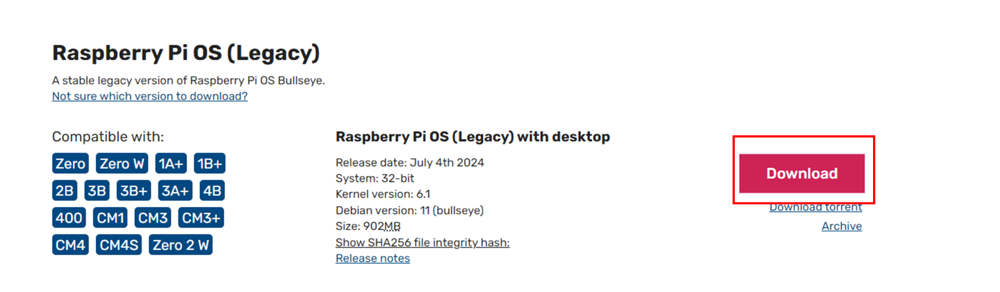 Raspberry Pi OS (Legacy)
A stable legacy version of Raspberry Pi OS Bullseye.
Not sure which version to download?
Compatible with:
Zero Zero W 1A+ 1B+
2B 3B 3B+ 3A+ 4B
400 CM1 CM3 CM3+
CM4 CM4S Zero 2 W
Raspberry Pi OS (Legacy) with desktop
Release date: July 4th 2024
System: 32-bit
Kernel version: 6.1
Debian version: 11 (bullseye)
Size: 902MB
Show SHA256 file integrity hash:
Release notes
Download
Download torrent
Archive